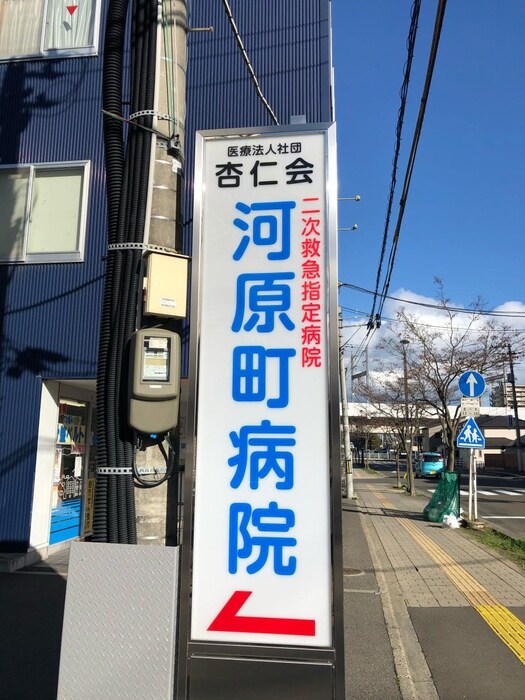 医療法人社団
杏仁会
二次救急指定病院
河原町病院